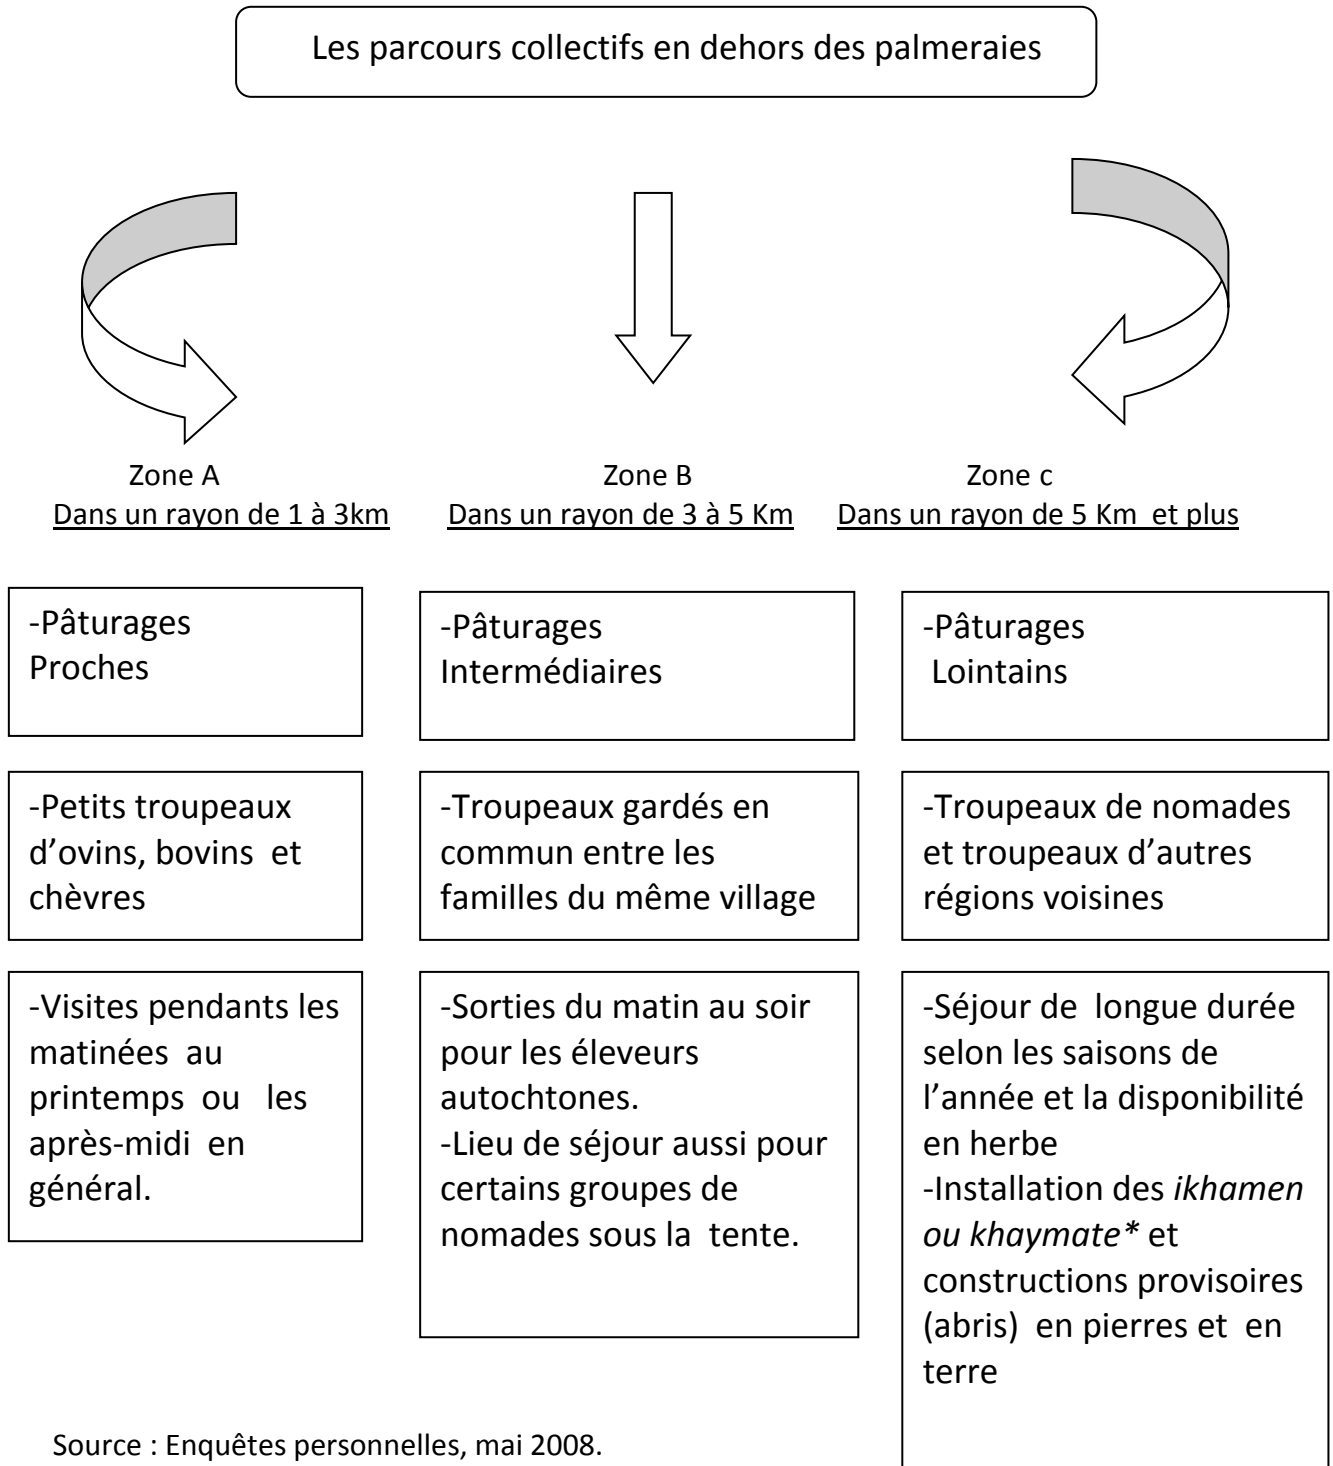 Les parcours collectifs en dehors des palmeraies
Zone A
Dans un rayon de 1 à 3km
Zone B
Dans un rayon de 3 à 5 Km
Zone c
Dans un rayon de 5 Km et plus
-Pâturages
Proches
-Pâturages
Intermédiaires
-Pâturages
Lointains
-Petits troupeaux
d’ovins, bovins et
chèvres
-Troupeaux gardés en
commun entre les
familles du même village
-Troupeaux de nomades
et troupeaux d’autres
régions voisines
-Visites pendants les
matinées au
printemps ou les
après-midi en
général.
-Sorties du matin au soir
pour les éleveurs
autochtones.
-Lieu de séjour aussi pour
certains groupes de
nomades sous la tente.
-Séjour de longue durée
selon les saisons de
l’année et la disponibilité
en herbe
-Installation des ikhamen
ou khaymate* et
constructions provisoires
(abris) en pierres et en
terre
Source : Enquêtes personnelles, mai 2008.